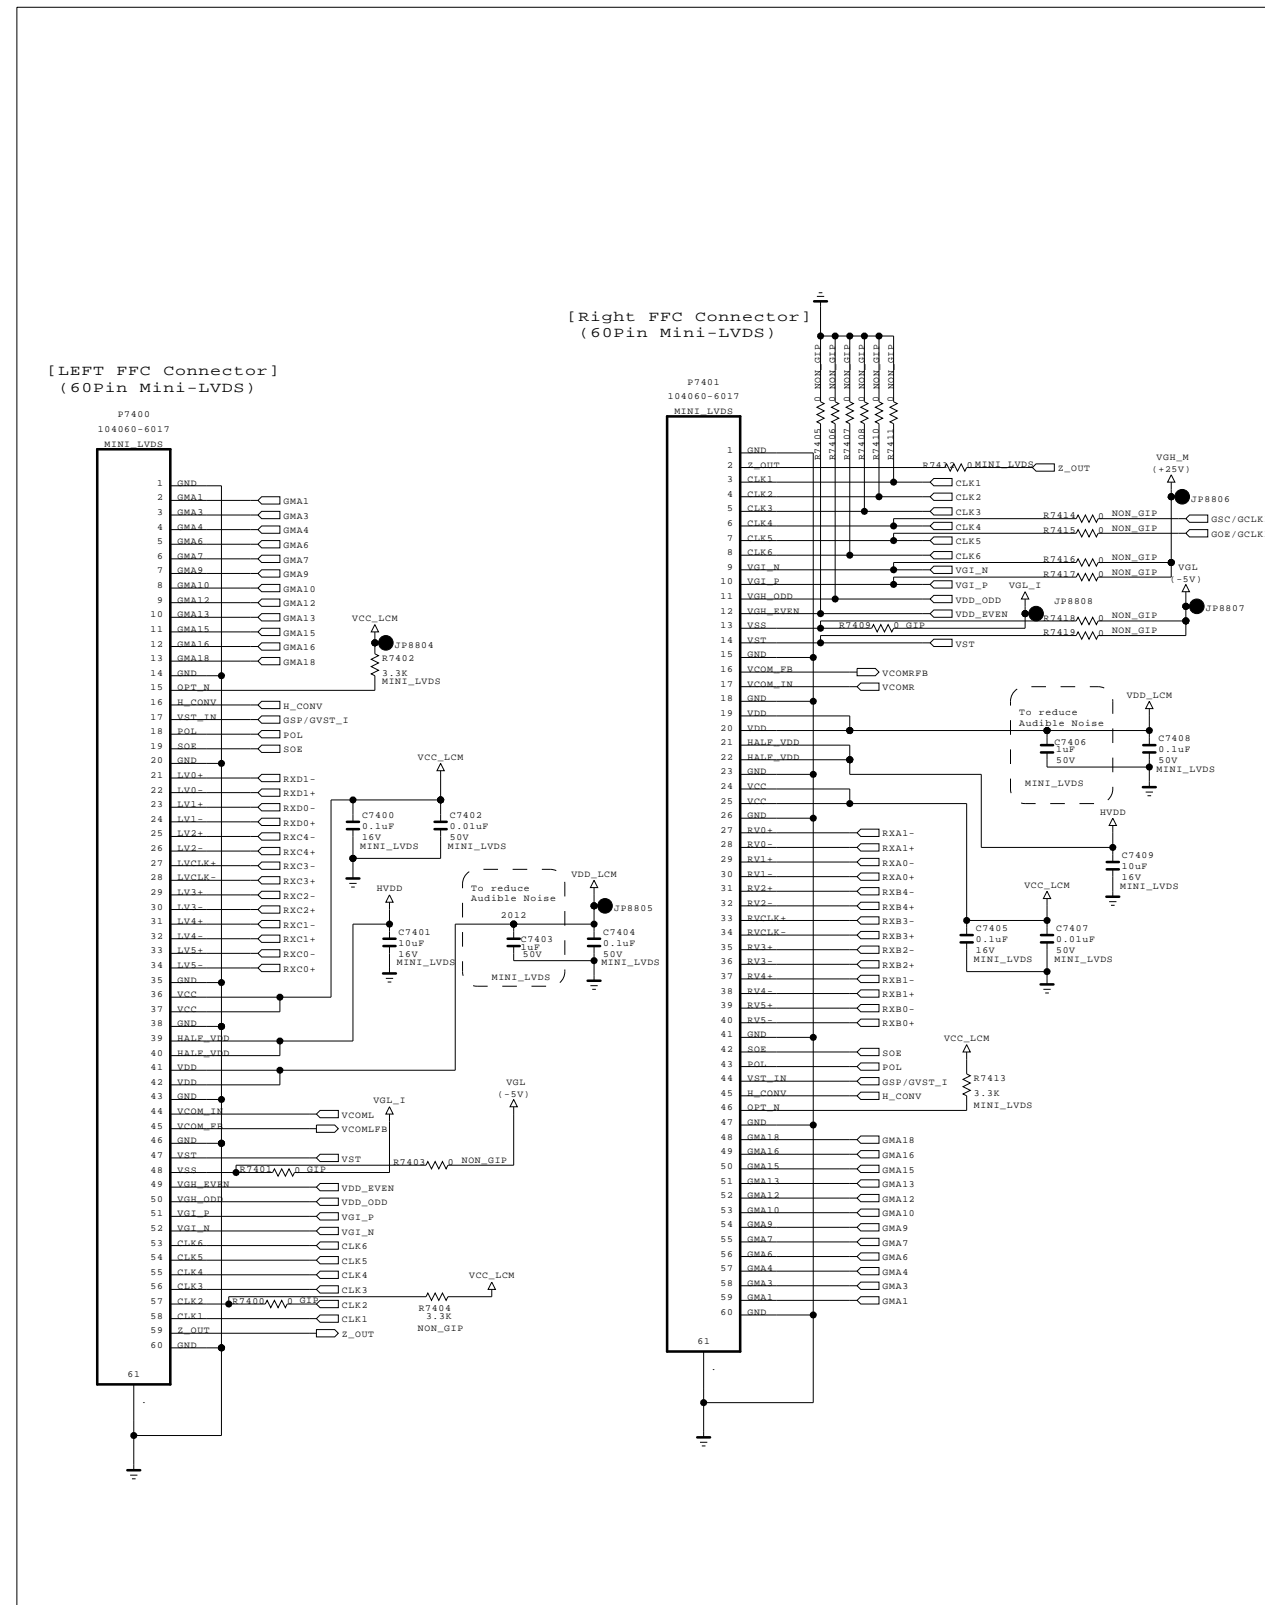 [LEFT FFC Connector]
(60Pin Mini-LVDS)
P7400
104060-6017
MINI_LVDS
1 GND
2 GMA1 GMA1
3 GMA3 GMA3
4 GMA4 GMA4
5 GMA6 GMA6
6 GMA7 GMA7
7 GMA9 GMA9
8 GMA10 GMA10
9 GMA12 GMA12
10 GMA13 GMA13
11 GMA15 GMA15
12 GMA16 GMA16
13 GMA18 GMA18
14 GND
15 OPT_N
16 H_CONV H_CONV
17 VST_IN GSP/GVST_I
18 POL POL
19 SOE SOE
20 GND
21 LV0+ RXD1-
22 LV0- RXD1+
23 LV1+ RXD0-
24 LV1- RXD0+
25 LV2+ RXC4-
26 LV2- RXC4+
27 LVCLK+ RXC3-
28 LVCLK- RXC3+
29 LV3+ RXC2-
30 LV3- RXC2+
31 LV4+ RXC1-
32 LV4- RXC1+
33 LV5+ RXC0-
34 LV5- RXC0+
35 GND
36 VCC
37 VCC
38 GND
39 HALF_VDD
40 HALF_VDD
41 VDD
42 VDD
43 GND
44 VCOM_IN VCOML
45 VCOM_FB VCOMLFB
46 GND
47 VST VST
48 VSS R7401 0 GIP R7403 0 NON_GIP
49 VGH_EVEN VDD_EVEN
50 VGH_ODD VDD_ODD
51 VGI_P VGI_P
52 VGI_N VGI_N
53 CLK6 CLK6
54 CLK5 CLK5
55 CLK4 CLK4
56 CLK3 CLK3
57 CLK2 R7400 0 GIP CLK2
58 CLK1 CLK1
59 Z_OUT Z_OUT
60 GND
61
VCC_LCM
JP8804
R7402
3.3K
MINI_LVDS
VCC_LCM
C7400
0.1uF
16V
MINI_LVDS
C7402
0.01uF
50V
MINI_LVDS
HVDD
C7401
10uF
16V
MINI_LVDS
To reduce
Audible Noise
2012
C7403
1uF
50V
MINI_LVDS
VDD_LCM
JP8805
C7404
0.1uF
50V
MINI_LVDS
VGL_I
VGL
(-5V)
VCC_LCM
R7404
3.3K
NON_GIP
[Right FFC Connector]
(60Pin Mini-LVDS)
P7401
104060-6017
MINI_LVDS
R7405 0 NON_GIP
R7406 0 NON_GIP
R7407 0 NON_GIP
R7408 0 NON_GIP
R7410 0 NON_GIP
R7411 0 NON_GIP
1 GND
2 Z_OUT R7412 0 MINI_LVDS Z_OUT
3 CLK1 CLK1
4 CLK2 CLK2
5 CLK3 CLK3
6 CLK4 CLK4
7 CLK5 CLK5
8 CLK6 CLK6
9 VGI_N VGI_N
10 VGI_P VGI_P
11 VGH_ODD VDD_ODD
12 VGH_EVEN VDD_EVEN
13 VSS R7409 0 GIP
14 VST VST
15 GND
16 VCOM_FB VCOMRFB
17 VCOM_IN VCOMR
18 GND
19 VDD
20 VDD
21 HALF_VDD
22 HALF_VDD
23 GND
24 VCC
25 VCC
26 GND
27 RV0+ RXA1-
28 RV0- RXA1+
29 RV1+ RXA0-
30 RV1- RXA0+
31 RV2+ RXB4-
32 RV2- RXB4+
33 RVCLK+ RXB3-
34 RVCLK- RXB3+
35 RV3+ RXB2-
36 RV3- RXB2+
37 RV4+ RXB1-
38 RV4- RXB1+
39 RV5+ RXB0-
40 RV5- RXB0+
41 GND
42 SOE SOE
43 POL POL
44 VST_IN GSP/GVST_I
45 H_CONV H_CONV
46 OPT_N
47 GND
48 GMA18 GMA18
49 GMA16 GMA16
50 GMA15 GMA15
51 GMA13 GMA13
52 GMA12 GMA12
53 GMA10 GMA10
54 GMA9 GMA9
55 GMA7 GMA7
56 GMA6 GMA6
57 GMA4 GMA4
58 GMA3 GMA3
59 GMA1 GMA1
60 GND
61
VGH_M
(+25V)
JP8806
R7414 0 NON_GIP GSC/GCLK
R7415 0 NON_GIP GOE/GCLK
R7416 0 NON_GIP
R7417 0 NON_GIP
VGL
(-5V)
VGL_I
JP8808
JP8807
R7418 0 NON_GIP
R7419 0 NON_GIP
To reduce
Audible Noise
C7406
1uF
50V
MINI_LVDS
VDD_LCM
C7408
0.1uF
50V
MINI_LVDS
HVDD
C7409
10uF
16V
MINI_LVDS
VCC_LCM
C7405
0.1uF
16V
MINI_LVDS
C7407
0.01uF
50V
MINI_LVDS
VCC_LCM
R7413
3.3K
MINI_LVDS